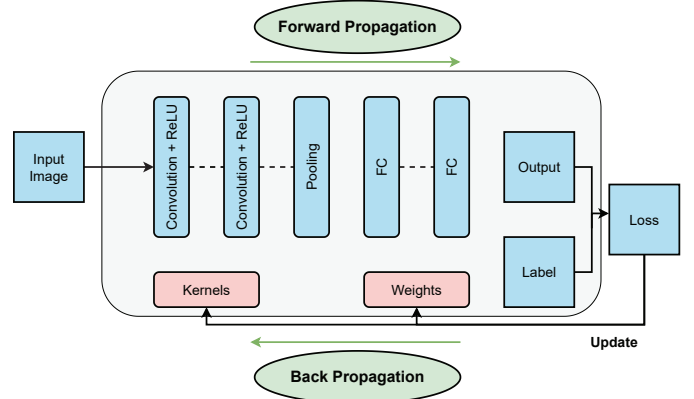 Forward Propagation
Input
Image
Convolution + ReLU
Convolution + ReLU
Pooling
FC
FC
Output
Loss
Label
Kernels
Weights
Update
Back Propagation